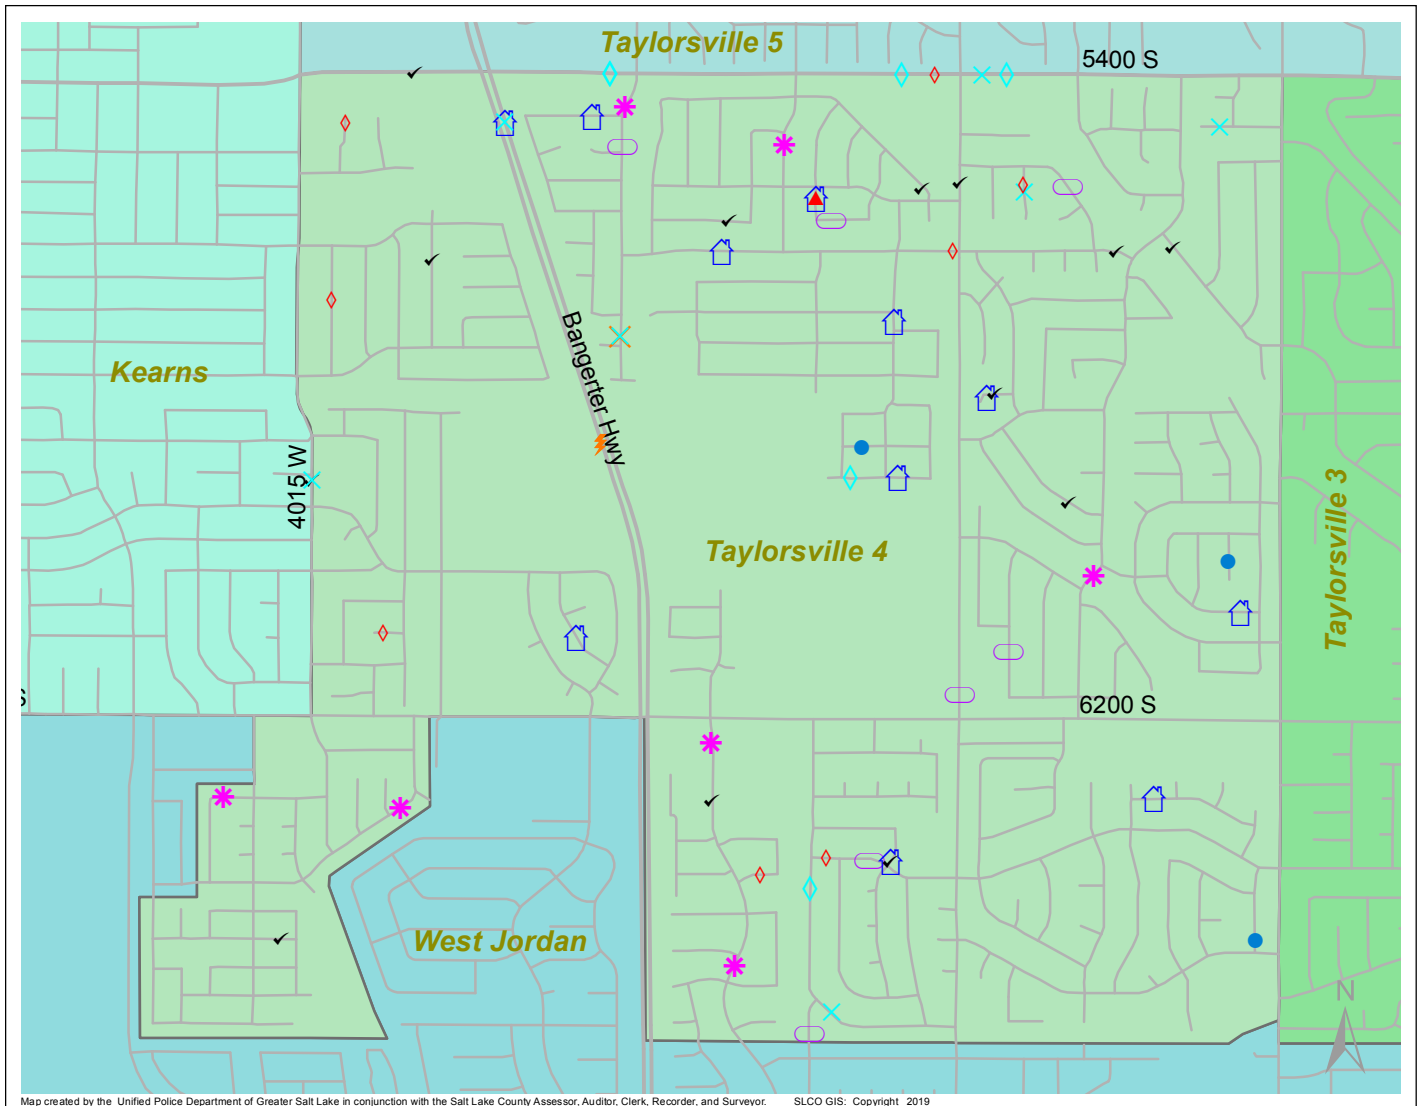 Taylorsville 5
5400 S
Kearns
Bangerter Hwy
4015 W
Taylorsville 4
Taylorsville 3
6200 S
West Jordan
N
Map created by the Unified Police Department of Greater Salt Lake in conjunction with the Salt Lake County Assessor, Auditor, Clerk, Recorder, and Surveyor. SLCO GIS: Copyright 2019